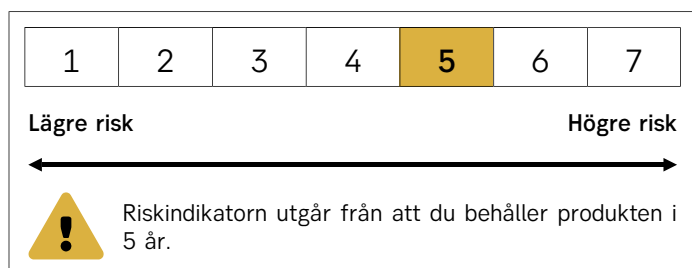 1 2 3 4 5 6 7
Lägre risk Högre risk
Riskindikatorn utgår från att du behåller produkten i
5 år.